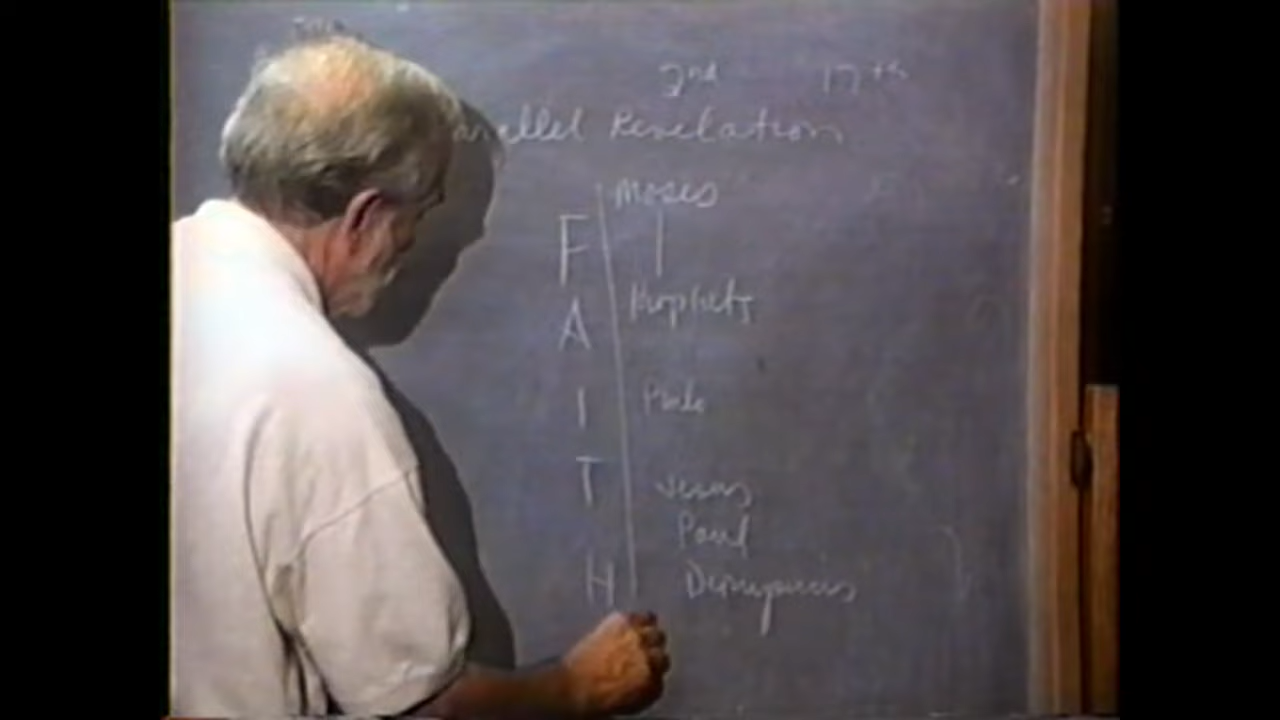 2nd 17th
arallel Revelation
Moses
F
Prophets
A
I Philo
T Jesus
Paul
H Dionysius